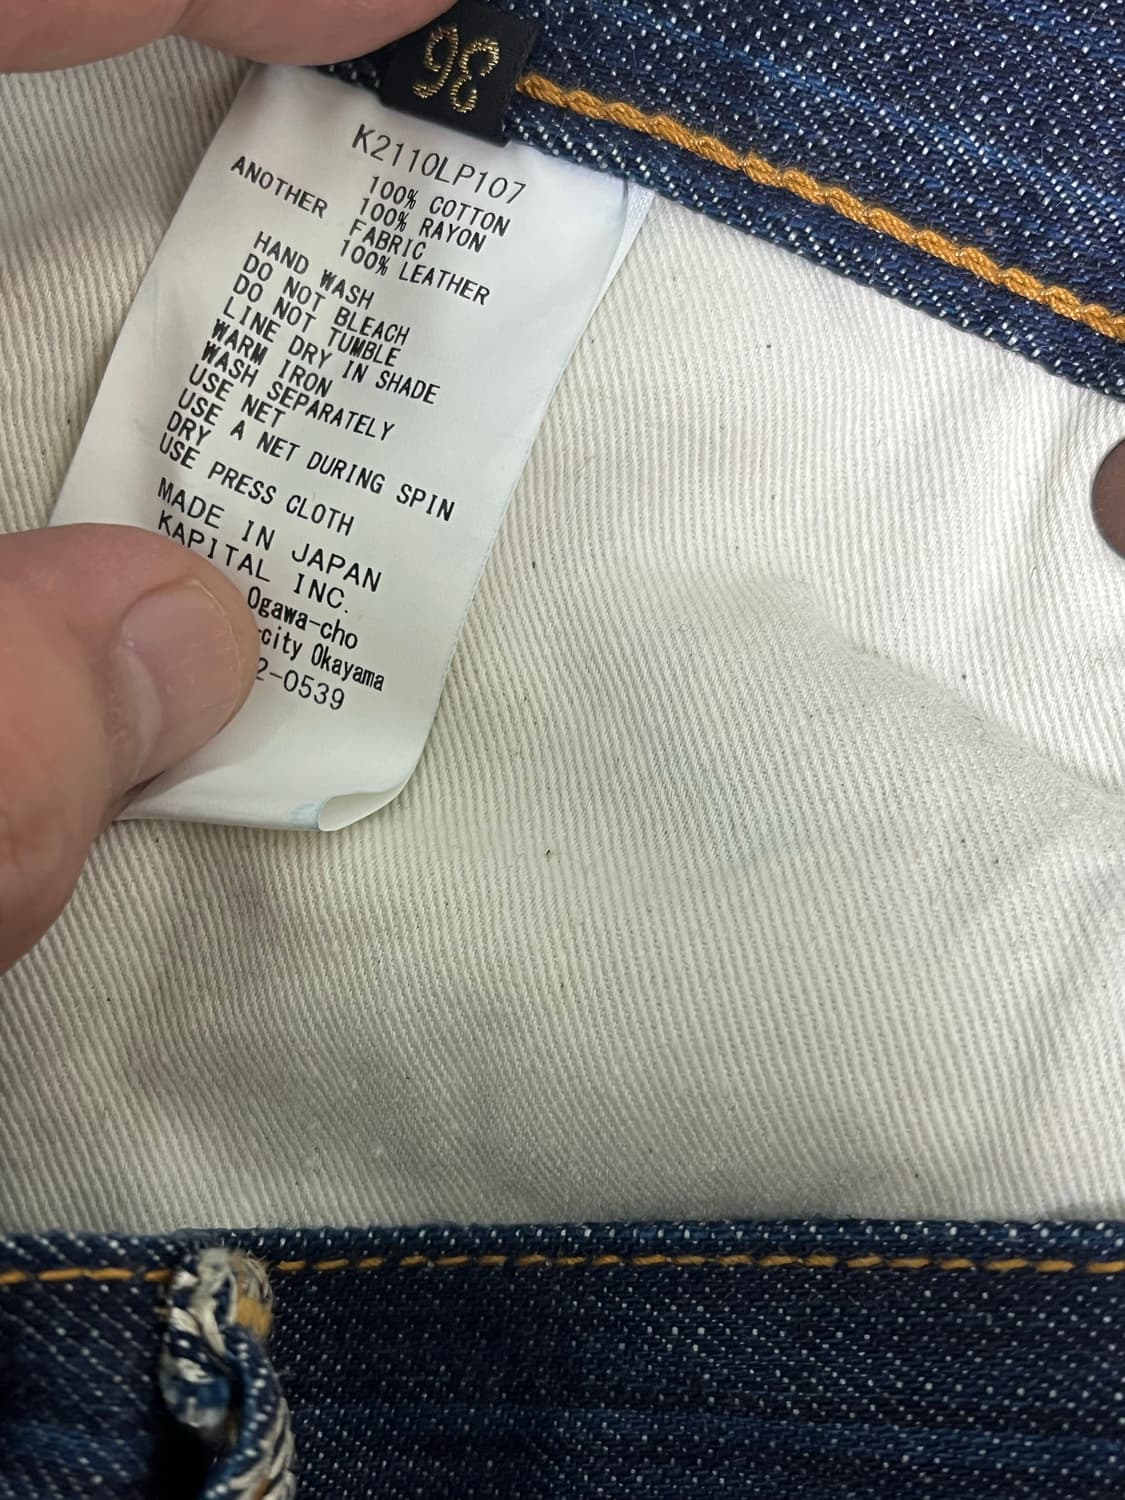 36
K2110LP107
100% COTTON
ANOTHER 100% RAYON
FABRIC
100% LEATHER
HAND WASH
DO NOT BLEACH
DO NOT TUMBLE
LINE DRY IN SHADE
WARM IRON
WASH SEPARATELY
USE NET
USE A NET DURING SPIN
DRY
USE PRESS CLOTH
MADE IN JAPAN
KAPITAL INC.
Ogawa-cho
city Okayama
2-0539